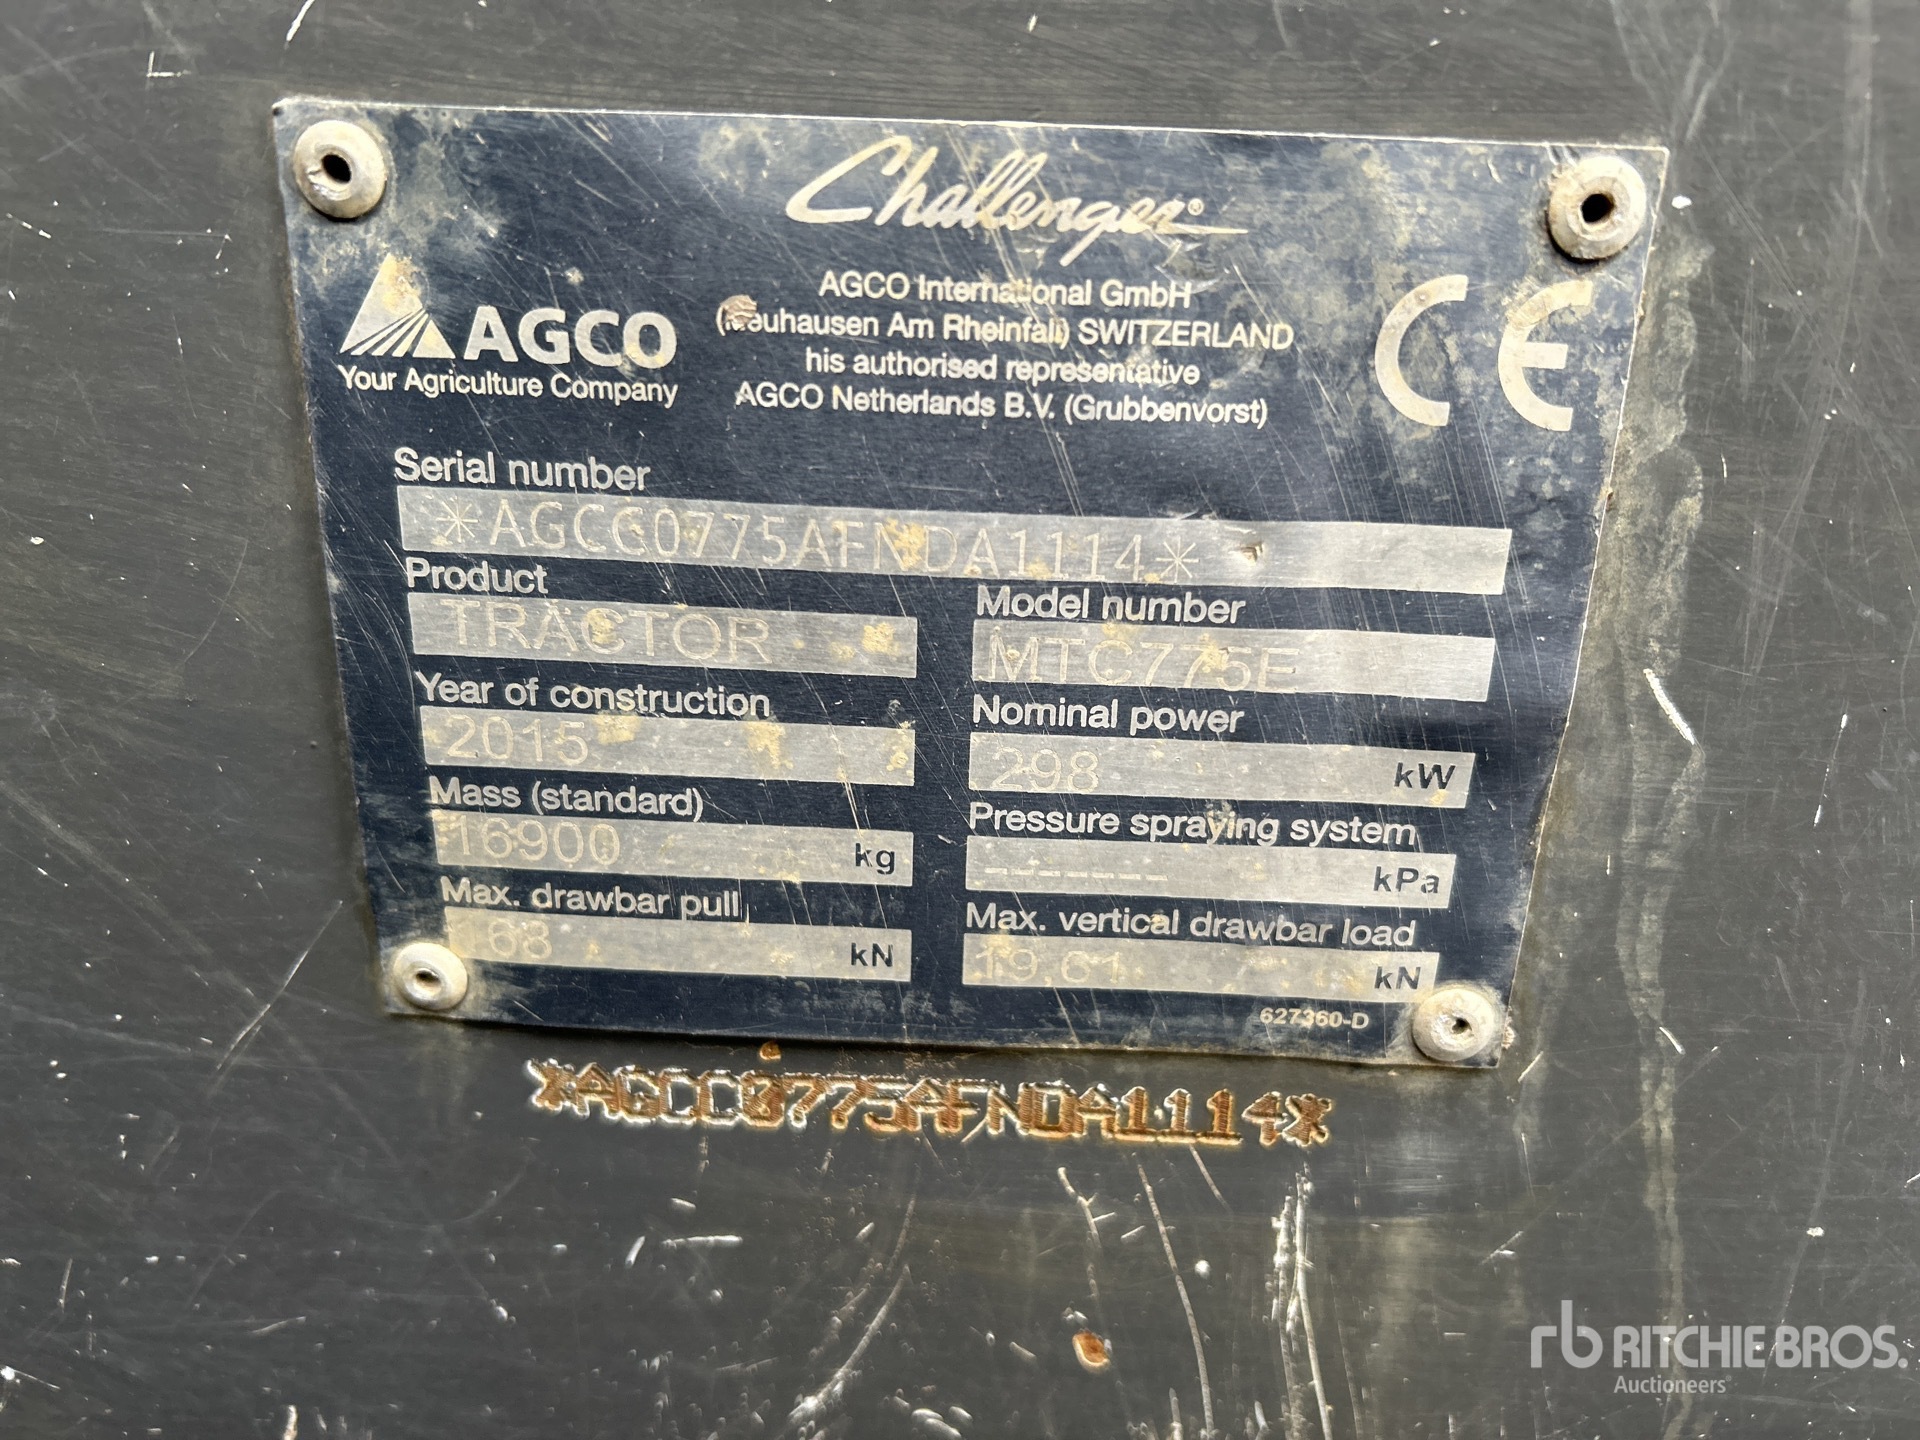 Challenger®
AGCO
Your Agriculture Company
AGCO International GmbH
(Neuhausen Am Rheinfall) SWITZERLAND
his authorised representative
AGCO Netherlands B.V. (Grubbenvorst)
CE
Serial number
*AGCC0775AFNDA1114*
Product
TRACTOR
Model number
MTC775E
Year of construction
2015
Nominal power
298 kW
Mass (standard)
16900 kg
Pressure spraying system
------- kPa
Max. drawbar pull
168 kN
Max. vertical drawbar load
19.61 kN
627360-D
*AGCC0775AFNDA1114*
rb RITCHIE BROS.
Auctioneers